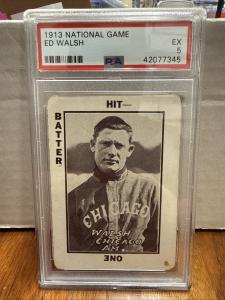 1913 NATIONAL GAME
ED WALSH
EX
5
PSA
42077345
HIT—
BATTER
CHICAGO
WALSH
CHICAGO
AM.
ONE